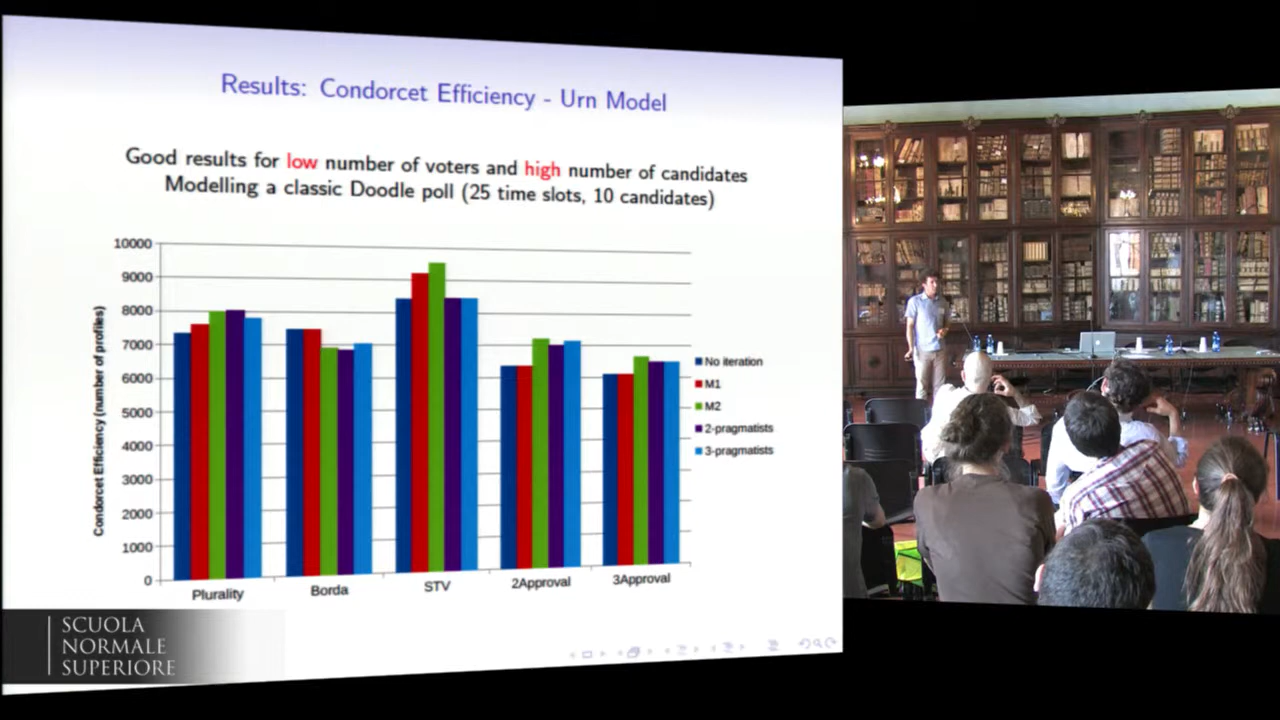 Results: Condorcet Efficiency - Urn Model
Good results for low number of voters and high number of candidates
Modelling a classic Doodle poll (25 time slots, 10 candidates)
Condorcet Efficiency (number of profiles)
10000
9000
8000
7000
6000
5000
4000
3000
2000
1000
0
Plurality
Borda
STV
2Approval
3Approval
No iteration
M1
M2
2-pragmatists
3-pragmatists
SCUOLA
NORMALE
SUPERIORE